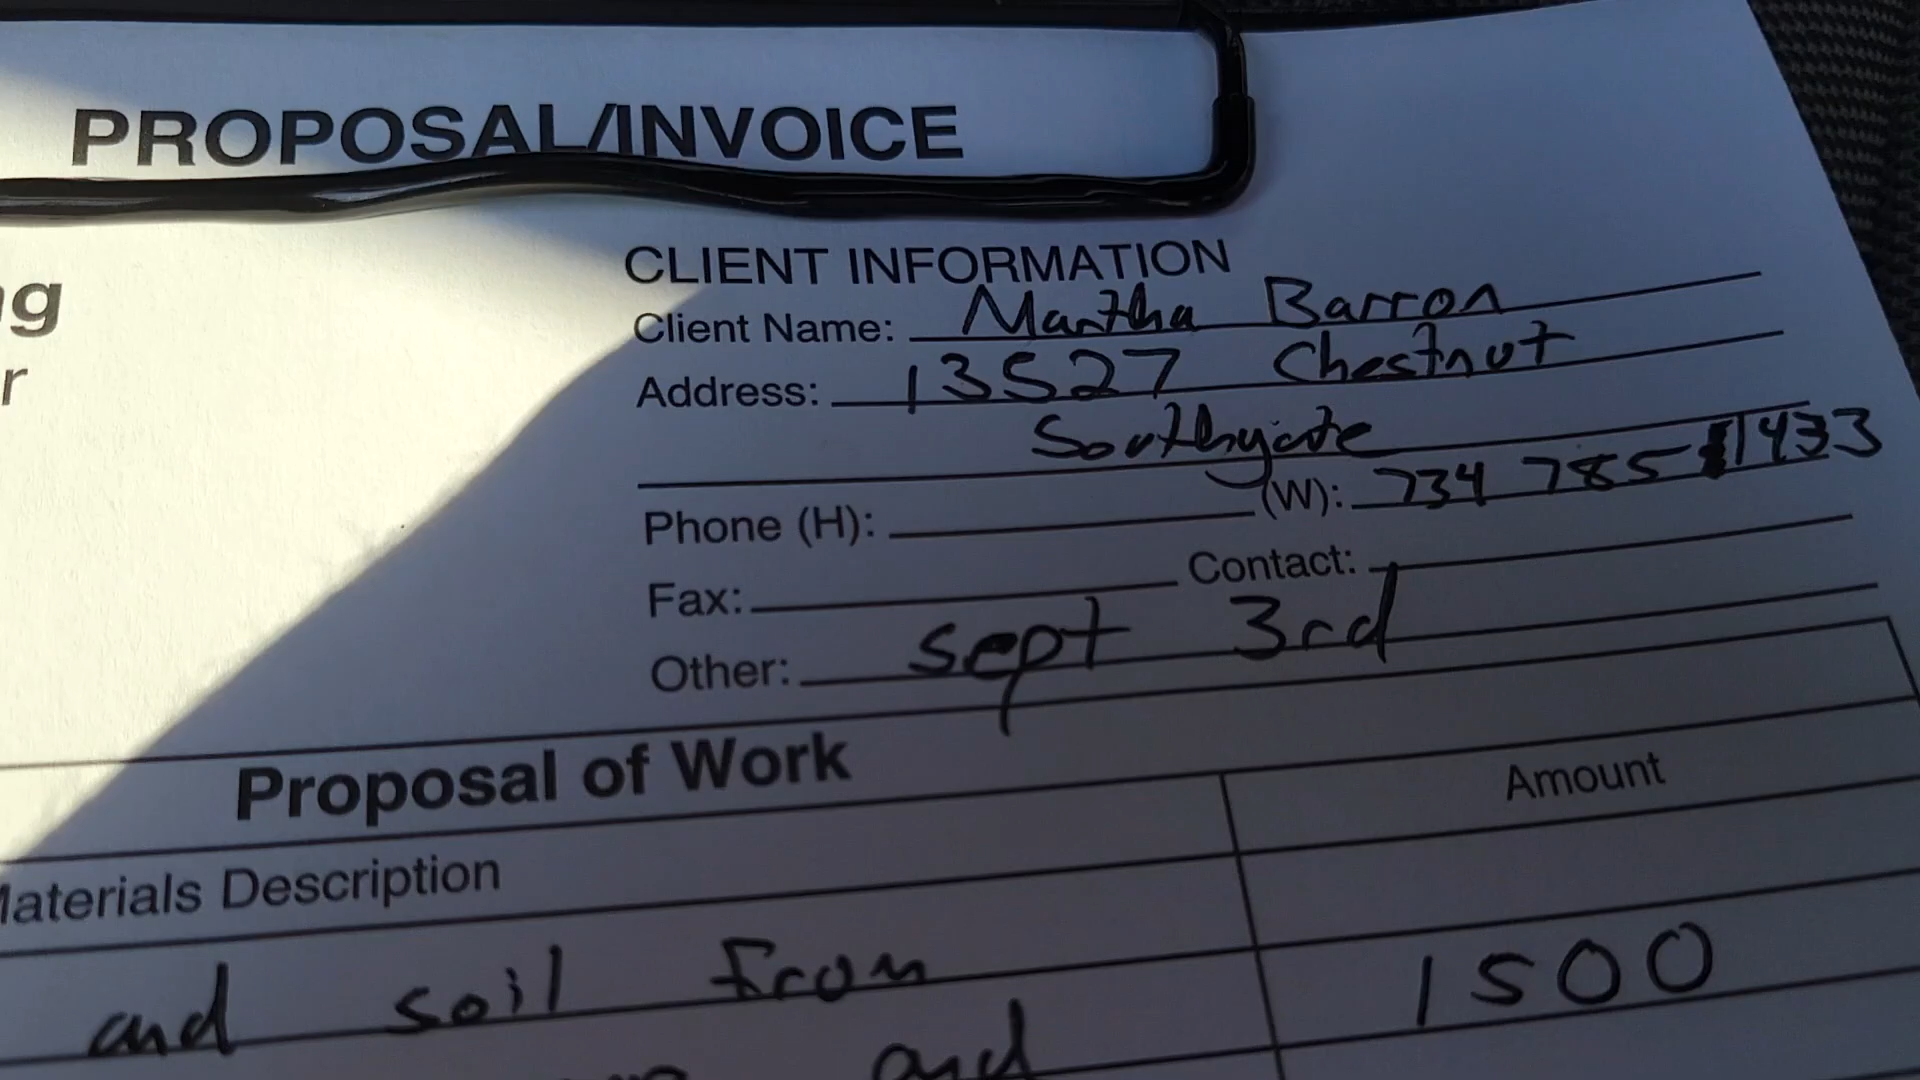 PROPOSAL/INVOICE
g
r
CLIENT INFORMATION
Client Name: Martha Barron
Address: 13527 Chestnut
Southgate
Phone (H): (W): 734 785 1433
Fax: Contact:
Other: sept 3rd
Proposal of Work
Materials Description Amount
and soil from 1500
and